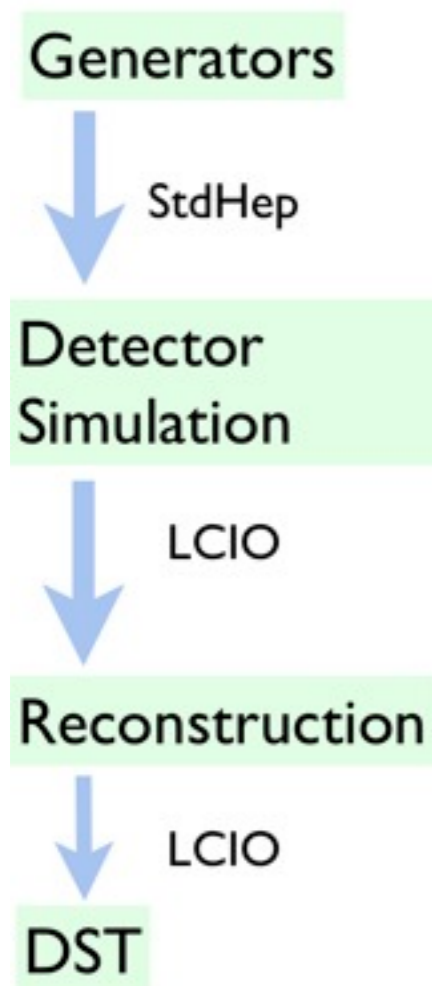 Generators
StdHep
Detector
Simulation
LCIO
Reconstruction
LCIO
DST